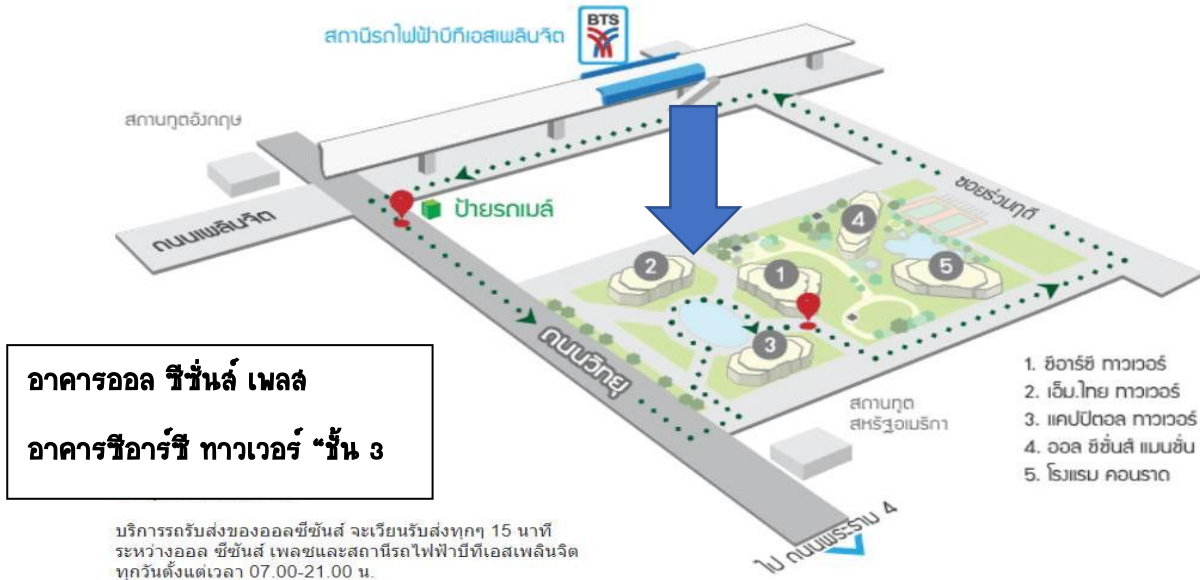 สถานีรถไฟฟ้าบีทีเอสเพลินจิต
BTS
สถานทูตอังกฤษ
ป้ายรถเมล์
ถนนเพลินจิต
ซอยร่วมฤดี
4
2
1
5
3
ถนนวิทยุ
อาคารออล ซีซั่นส์ เพลส
อาคารซีอาร์ซี ทาวเวอร์ “ชั้น 3
สถานทูต
สหรัฐอเมริกา
1. ซีอาร์ซี ทาวเวอร์
2. เอ็ม.ไทย ทาวเวอร์
3. แคปปิตอล ทาวเวอร์
4. ออล ซีซั่นส์ แมนชั่น
5. โรงแรม คอนราด
ไป ถนนพระราม 4
บริการรถรับส่งของออลซีซันส์ จะเวียนรับส่งทุกๆ 15 นาที
ระหว่างออล ซีซันส์ เพลซและสถานีรถไฟฟ้าบีทีเอสเพลินจิต
ทุกวันตั้งแต่เวลา 07.00-21.00 น.